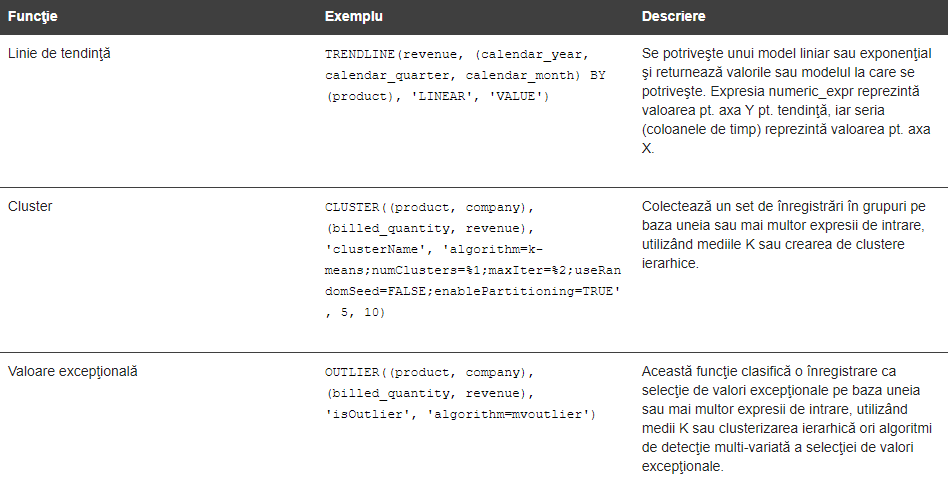 Funcţie Exemplu Descriere
Linie de tendinţă
TRENDLINE(revenue, (calendar_year,
calendar_quarter, calendar_month) BY
(product), 'LINEAR', 'VALUE')
Se potriveşte unui model liniar sau exponenţial
şi returnează valorile sau modelul la care se
potriveşte. Expresia numeric_expr reprezintă
valoarea pt. axa Y pt. tendinţă, iar seria
(coloanele de timp) reprezintă valoarea pt. axa
X.
Cluster
CLUSTER((product, company),
(billed_quantity, revenue),
'clusterName', 'algorithm=k-
means;numClusters=%1;maxIter=%2;useRan
domSeed=FALSE;enablePartitioning=TRUE'
, 5, 10)
Colectează un set de înregistrări în grupuri pe
baza uneia sau mai multor expresii de intrare,
utilizând mediile K sau crearea de clustere
ierarhice.
Valoare excepţională
OUTLIER((product, company),
(billed_quantity, revenue),
'isOutlier', 'algorithm=mvoutlier')
Această funcţie clasifică o înregistrare ca
selecţie de valori excepţionale pe baza uneia
sau mai multor expresii de intrare, utilizând
medii K sau clusterizarea ierarhică ori algoritmi
de detecţie multi-variată a selecţiei de valori
excepţionale.